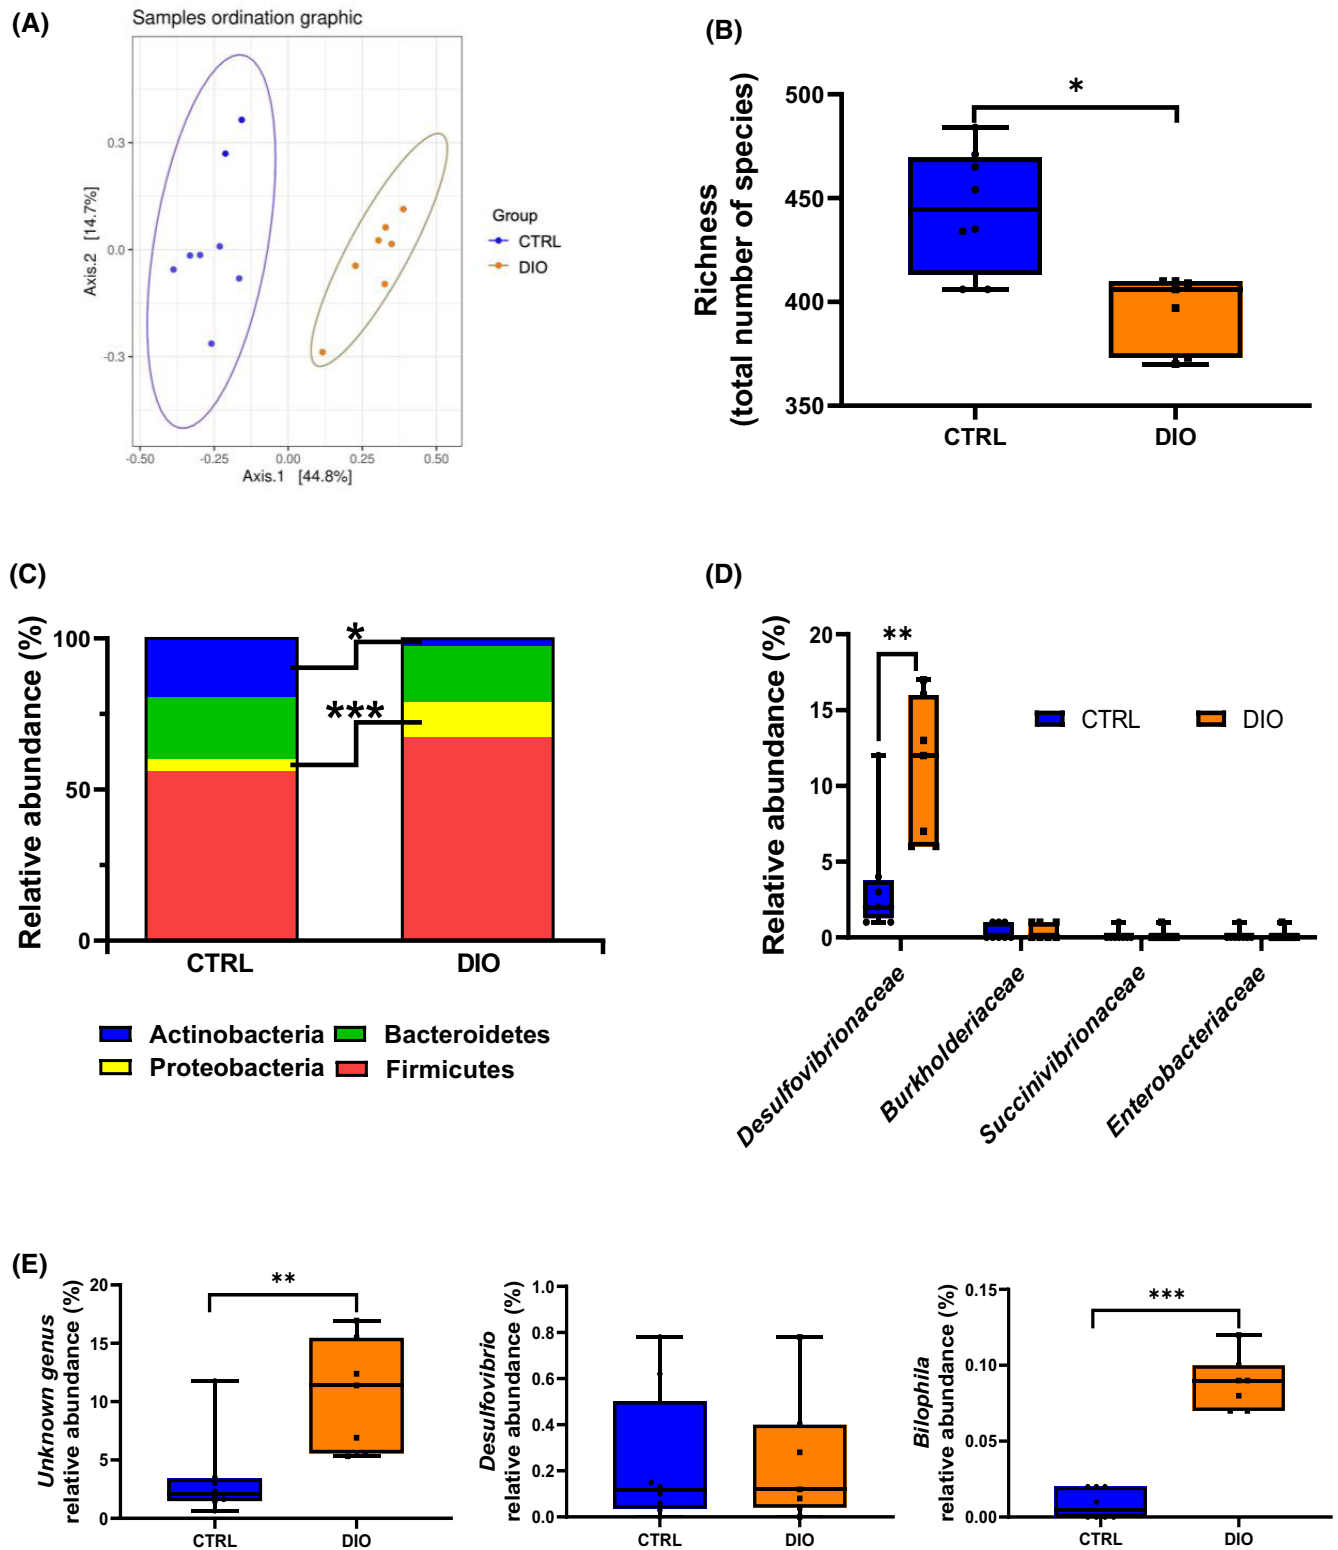 (A)
Samples ordination graphic
0.3
0.0
-0.3
Axis.2 [14.7%]
-0.50
-0.25
0.00
0.25
0.50
Axis.1 [44.8%]
Group
CTRL
DIO
(B)
Richness
(total number of species)
500
450
400
350
*
CTRL
DIO
(C)
Relative abundance (%)
100
50
0
*
***
CTRL
DIO
Actinobacteria
Bacteroidetes
Proteobacteria
Firmicutes
(D)
Relative abundance (%)
20
15
10
5
0
**
CTRL
DIO
Desulfovibrionaceae
Burkholderiaceae
Succinivibrionaceae
Enterobacteriaceae
(E)
Unknown genus
relative abundance (%)
20
15
10
5
0
**
CTRL
DIO
Desulfovibrio
relative abundance (%)
1.0
0.8
0.6
0.4
0.2
0.0
CTRL
DIO
Bilophila
relative abundance (%)
0.15
0.10
0.05
0.00
***
CTRL
DIO